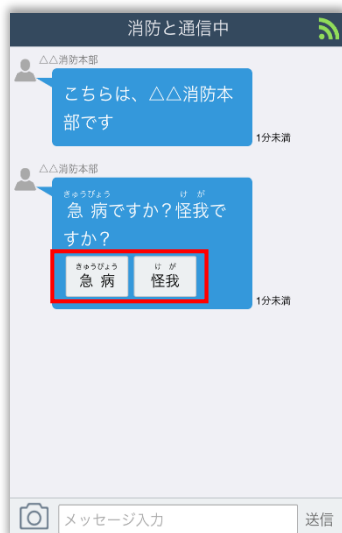 消防と通信中
△△消防本部
こちらは、△△消防本
部です
1分未満
△△消防本部
きゅうびょう けが
急病ですか？怪我で
すか？
きゅうびょう けが
急病 怪我
1分未満
メッセージ入力 送信